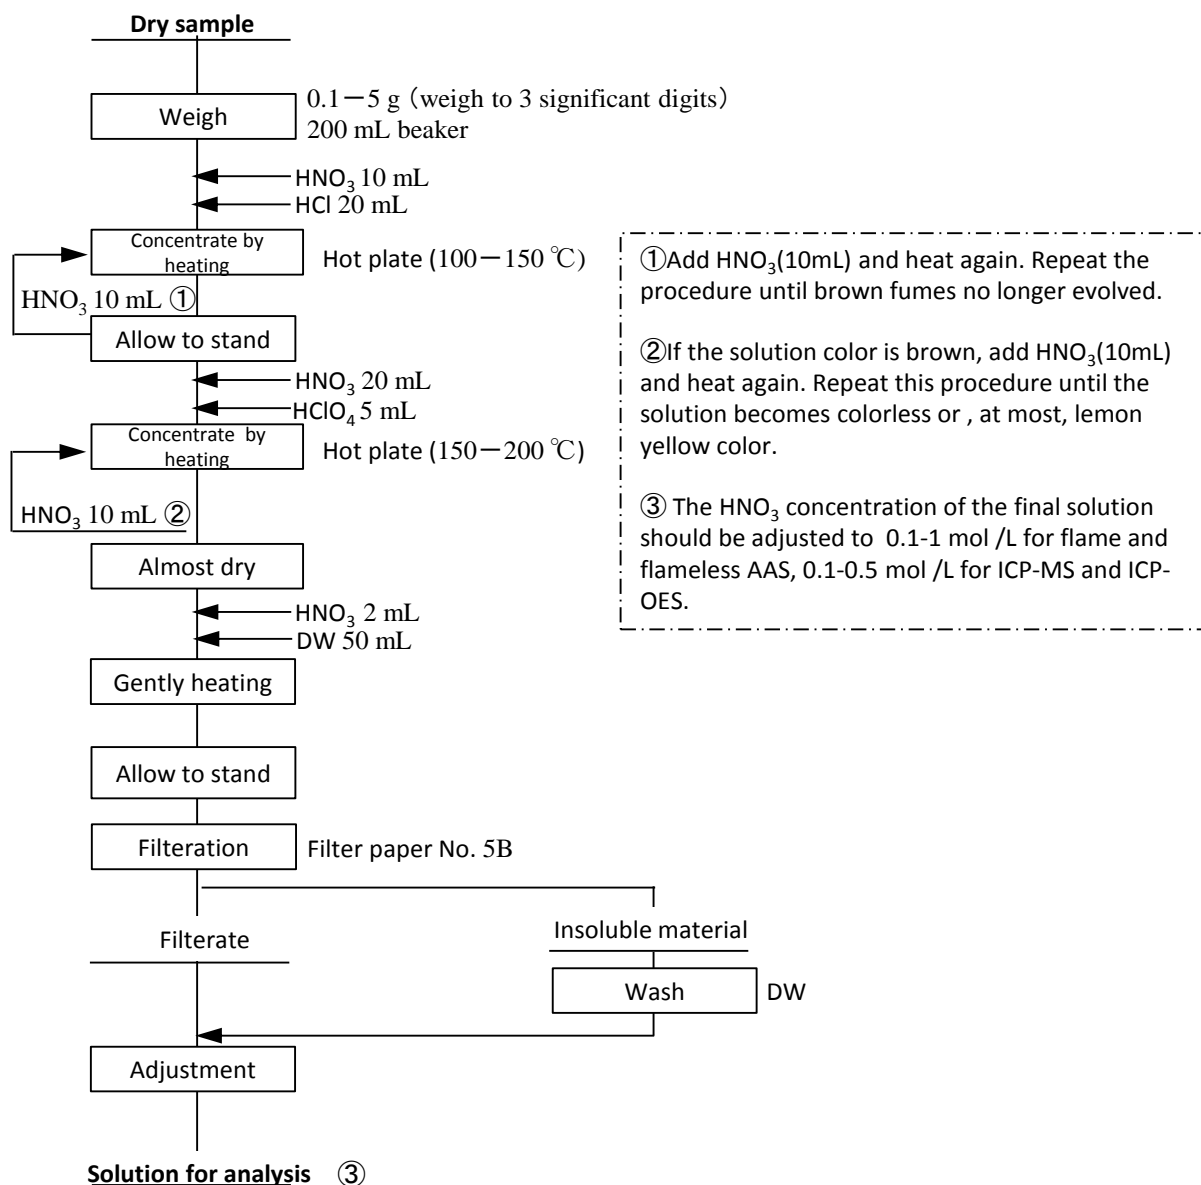 Dry sample
Weigh
0.1－5 g（weigh to 3 significant digits）
200 mL beaker
HNO₃ 10 mL
HCl 20 mL
Concentrate by
heating
Hot plate (100－150 ℃）
HNO₃ 10 mL ①
Allow to stand
HNO₃ 20 mL
HClO₄ 5 mL
Concentrate by
heating
Hot plate (150－200 ℃)
HNO₃ 10 mL ②
Almost dry
HNO₃ 2 mL
DW 50 mL
Gently heating
Allow to stand
Filteration
Filter paper No. 5B
Filterate
Insoluble material
Wash
DW
Adjustment
Solution for analysis ③
①Add HNO₃(10mL) and heat again. Repeat the
procedure until brown fumes no longer evolved.
②If the solution color is brown, add HNO₃(10mL)
and heat again. Repeat this procedure until the
solution becomes colorless or , at most, lemon
yellow color.
③ The HNO₃ concentration of the final solution
should be adjusted to 0.1-1 mol /L for flame and
flameless AAS, 0.1-0.5 mol /L for ICP-MS and ICP-
OES.